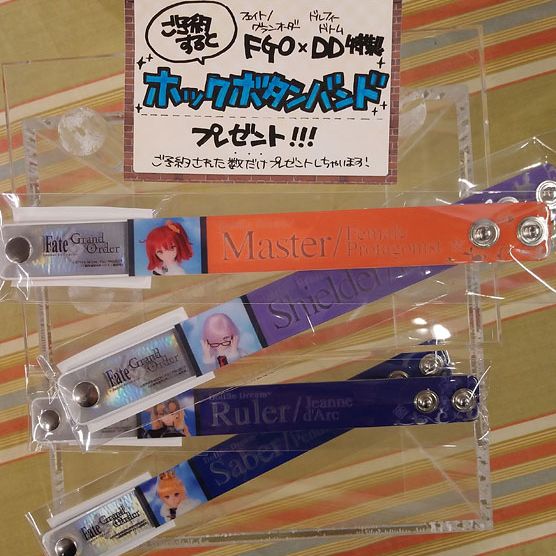 ご予約
すると
フェイト/
グランドオーダー
ドルフィー
ドリーム
FGO×DD特製
ホックボタンバンド
プレゼント!!!
ご予約された数だけプレゼントしちゃいます!
Fate Grand Order
Master/Female Protagonist
Fate Grand Order
Shielder/
Dollfie Dream
Ruler/Jeanne d'Arc
Fate Grand Order
Saber/